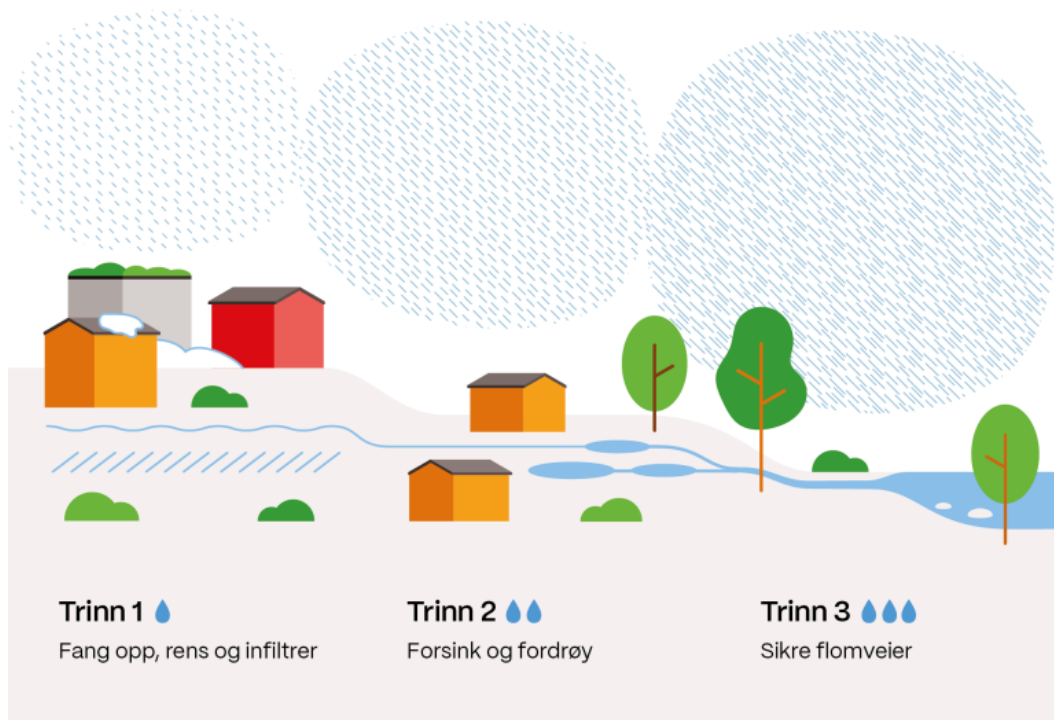 Trinn 1
Fang opp, rens og infiltrer
Trinn 2
Forsink og fordrøy
Trinn 3
Sikre flomveier